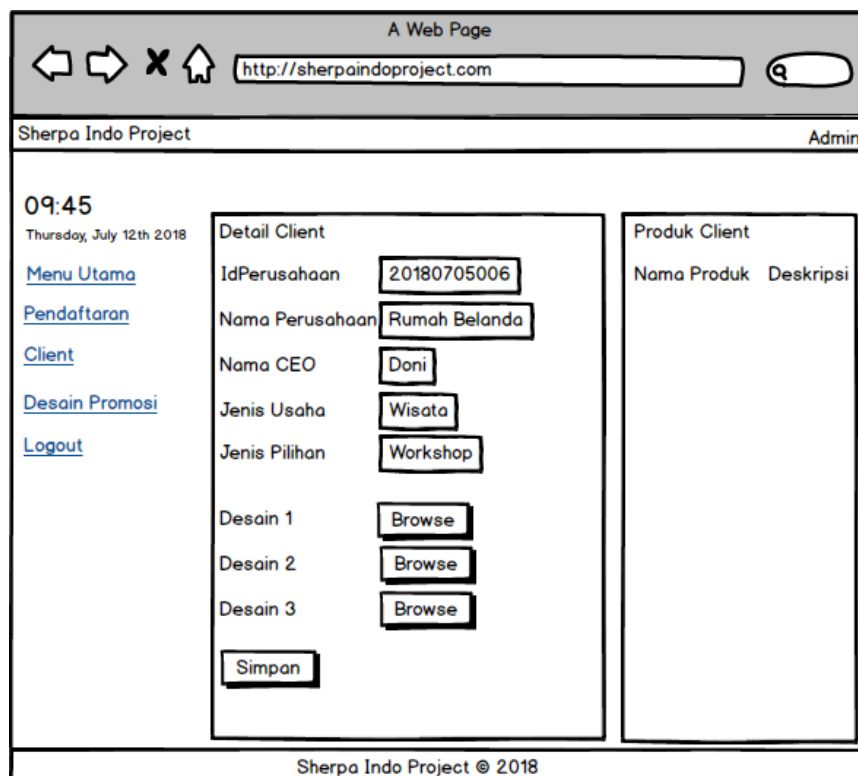 A Web Page
http://sherpaindoproject.com
Sherpa Indo Project
Admin
09:45
Thursday, July 12th 2018
Menu Utama
Pendaftaran
Client
Desain Promosi
Logout
Detail Client
IdPerusahaan 20180705006
Nama Perusahaan Rumah Belanda
Nama CEO Doni
Jenis Usaha Wisata
Jenis Pilihan Workshop
Desain 1 Browse
Desain 2 Browse
Desain 3 Browse
Simpan
Produk Client
Nama Produk Deskripsi
Sherpa Indo Project © 2018